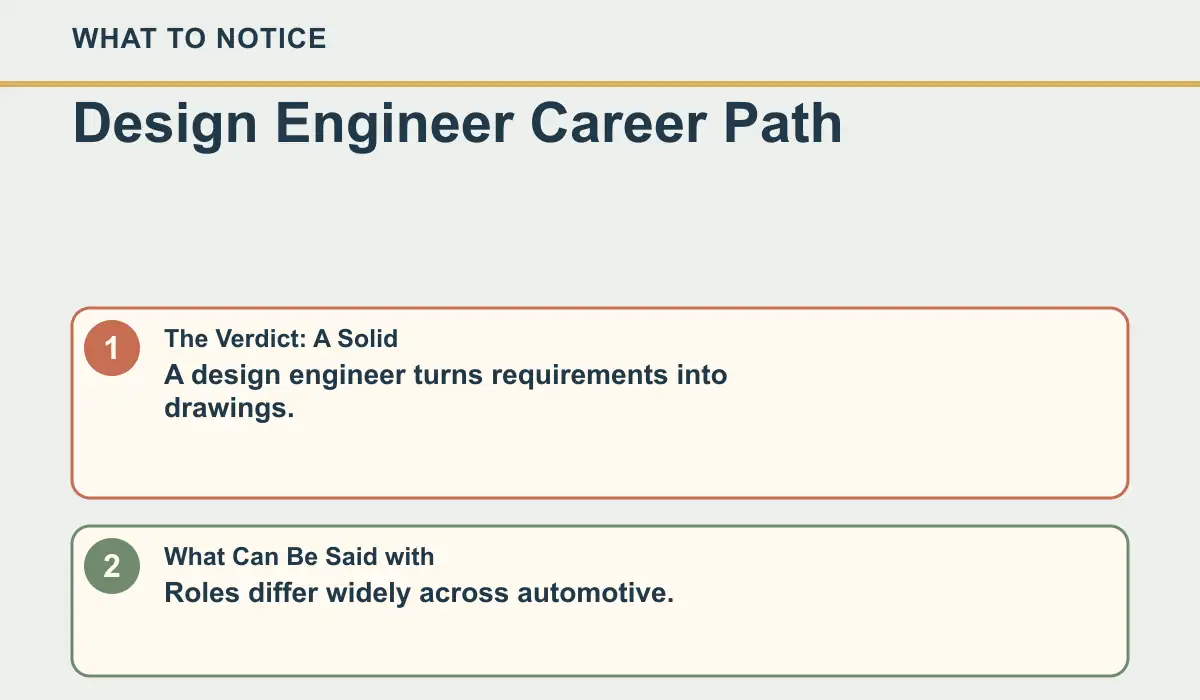 WHAT TO NOTICE
Design Engineer Career Path
1
The Verdict: A Solid
A design engineer turns requirements into
drawings.
2
What Can Be Said with
Roles differ widely across automotive.